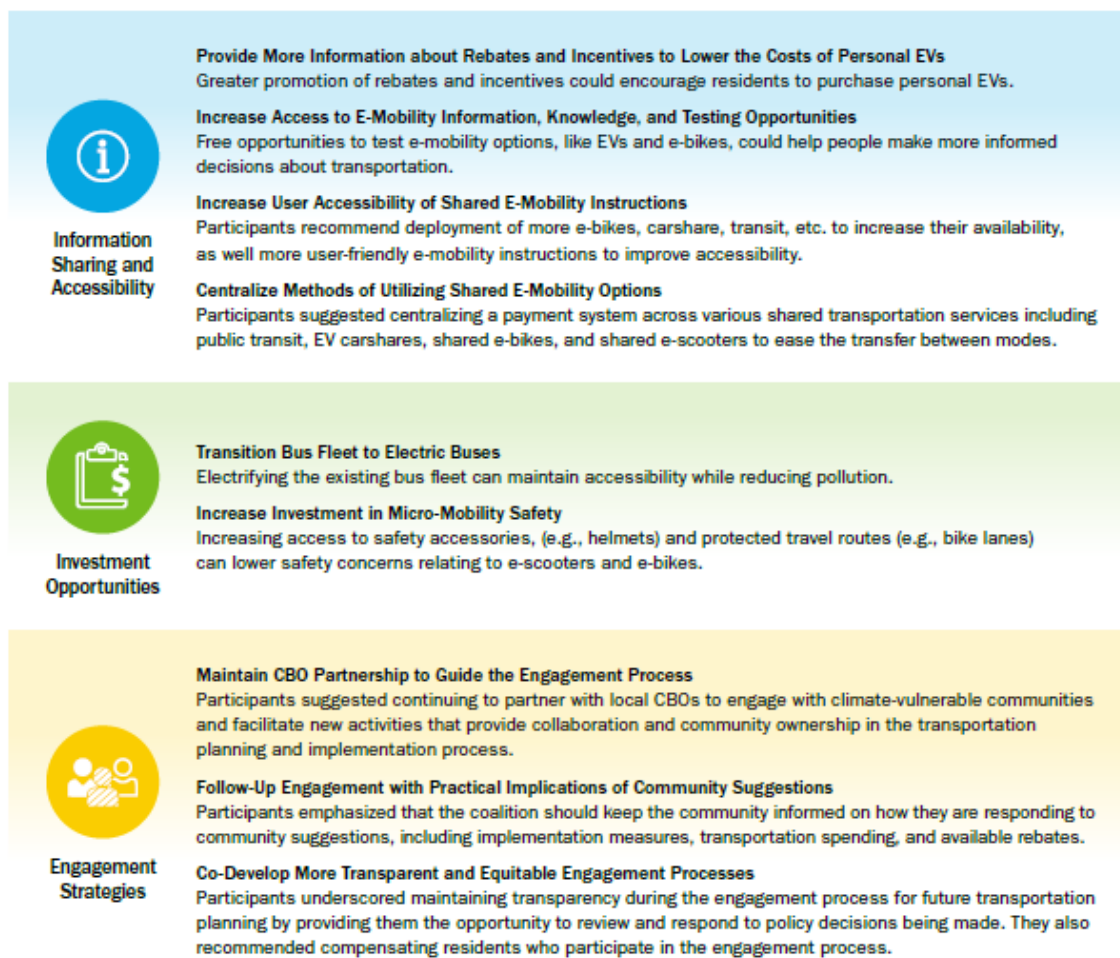 Provide More Information about Rebates and Incentives to Lower the Costs of Personal EVs
Greater promotion of rebates and incentives could encourage residents to purchase personal EVs.
Increase Access to E-Mobility Information, Knowledge, and Testing Opportunities
Free opportunities to test e-mobility options, like EVs and e-bikes, could help people make more informed
decisions about transportation.
Increase User Accessibility of Shared E-Mobility Instructions
Participants recommend deployment of more e-bikes, carshare, transit, etc. to increase their availability,
as well more user-friendly e-mobility instructions to improve accessibility.
Centralize Methods of Utilizing Shared E-Mobility Options
Participants suggested centralizing a payment system across various shared transportation services including
public transit, EV carshares, shared e-bikes, and shared e-scooters to ease the transfer between modes.
Information
Sharing and
Accessibility
Transition Bus Fleet to Electric Buses
Electrifying the existing bus fleet can maintain accessibility while reducing pollution.
Increase Investment in Micro-Mobility Safety
Increasing access to safety accessories, (e.g., helmets) and protected travel routes (e.g., bike lanes)
can lower safety concerns relating to e-scooters and e-bikes.
Investment
Opportunities
Maintain CBO Partnership to Guide the Engagement Process
Participants suggested continuing to partner with local CBOs to engage with climate-vulnerable communities
and facilitate new activities that provide collaboration and community ownership in the transportation
planning and implementation process.
Follow-Up Engagement with Practical Implications of Community Suggestions
Participants emphasized that the coalition should keep the community informed on how they are responding to
community suggestions, including implementation measures, transportation spending, and available rebates.
Co-Develop More Transparent and Equitable Engagement Processes
Participants underscored maintaining transparency during the engagement process for future transportation
planning by providing them the opportunity to review and respond to policy decisions being made. They also
recommended compensating residents who participate in the engagement process.
Engagement
Strategies